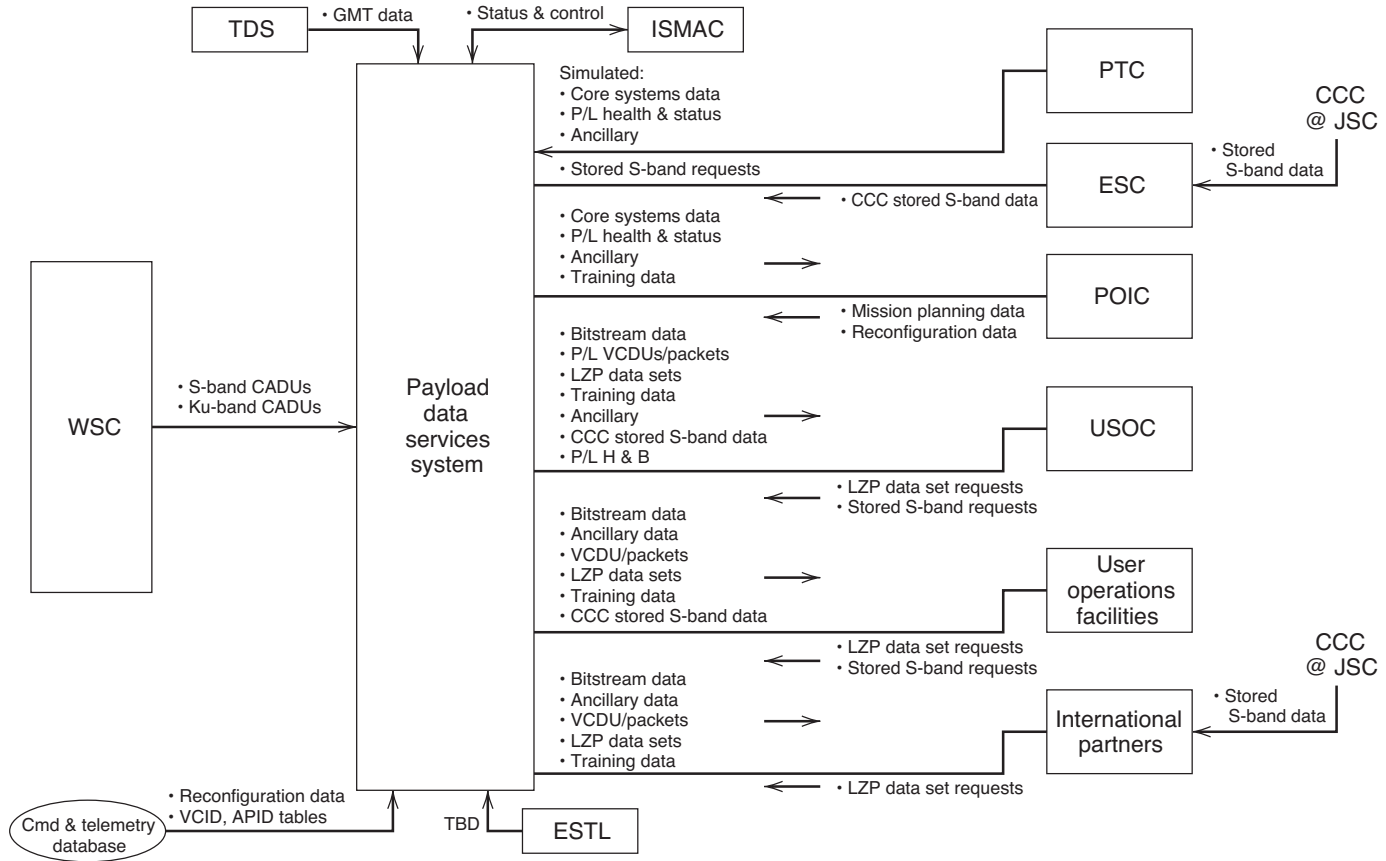 TDS
• GMT data
• Status & control
ISMAC
Simulated:
• Core systems data
• P/L health & status
• Ancillary
PTC
CCC
@ JSC
• Stored S-band requests
ESC
• Stored
S-band data
• CCC stored S-band data
• Core systems data
• P/L health & status
• Ancillary
• Training data
POIC
• Mission planning data
• Reconfiguration data
• Bitstream data
• P/L VCDUs/packets
• LZP data sets
• Training data
• Ancillary
• CCC stored S-band data
• P/L H & B
USOC
WSC
• S-band CADUs
• Ku-band CADUs
Payload
data
services
system
• LZP data set requests
• Stored S-band requests
• Bitstream data
• Ancillary data
• VCDU/packets
• LZP data sets
• Training data
• CCC stored S-band data
User
operations
facilities
• LZP data set requests
• Stored S-band requests
CCC
@ JSC
• Bitstream data
• Ancillary data
• VCDU/packets
• LZP data sets
• Training data
International
partners
• Stored
S-band data
• LZP data set requests
Cmd & telemetry
database
• Reconfiguration data
• VCID, APID tables
TBD
ESTL